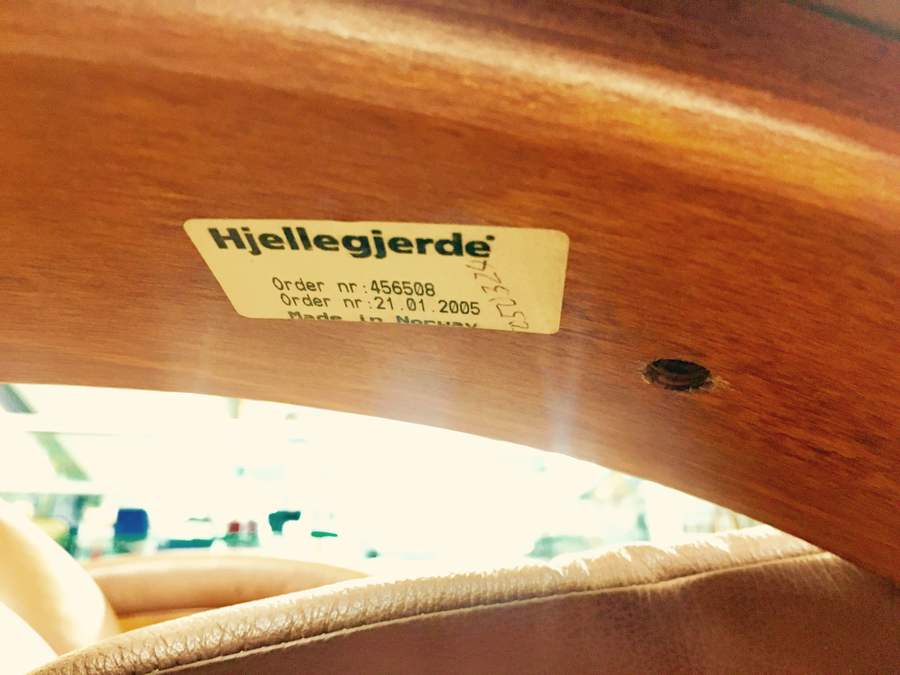 Hjellegjerde
Order nr:456508
Order nr:21.01.2005
Made in Norway